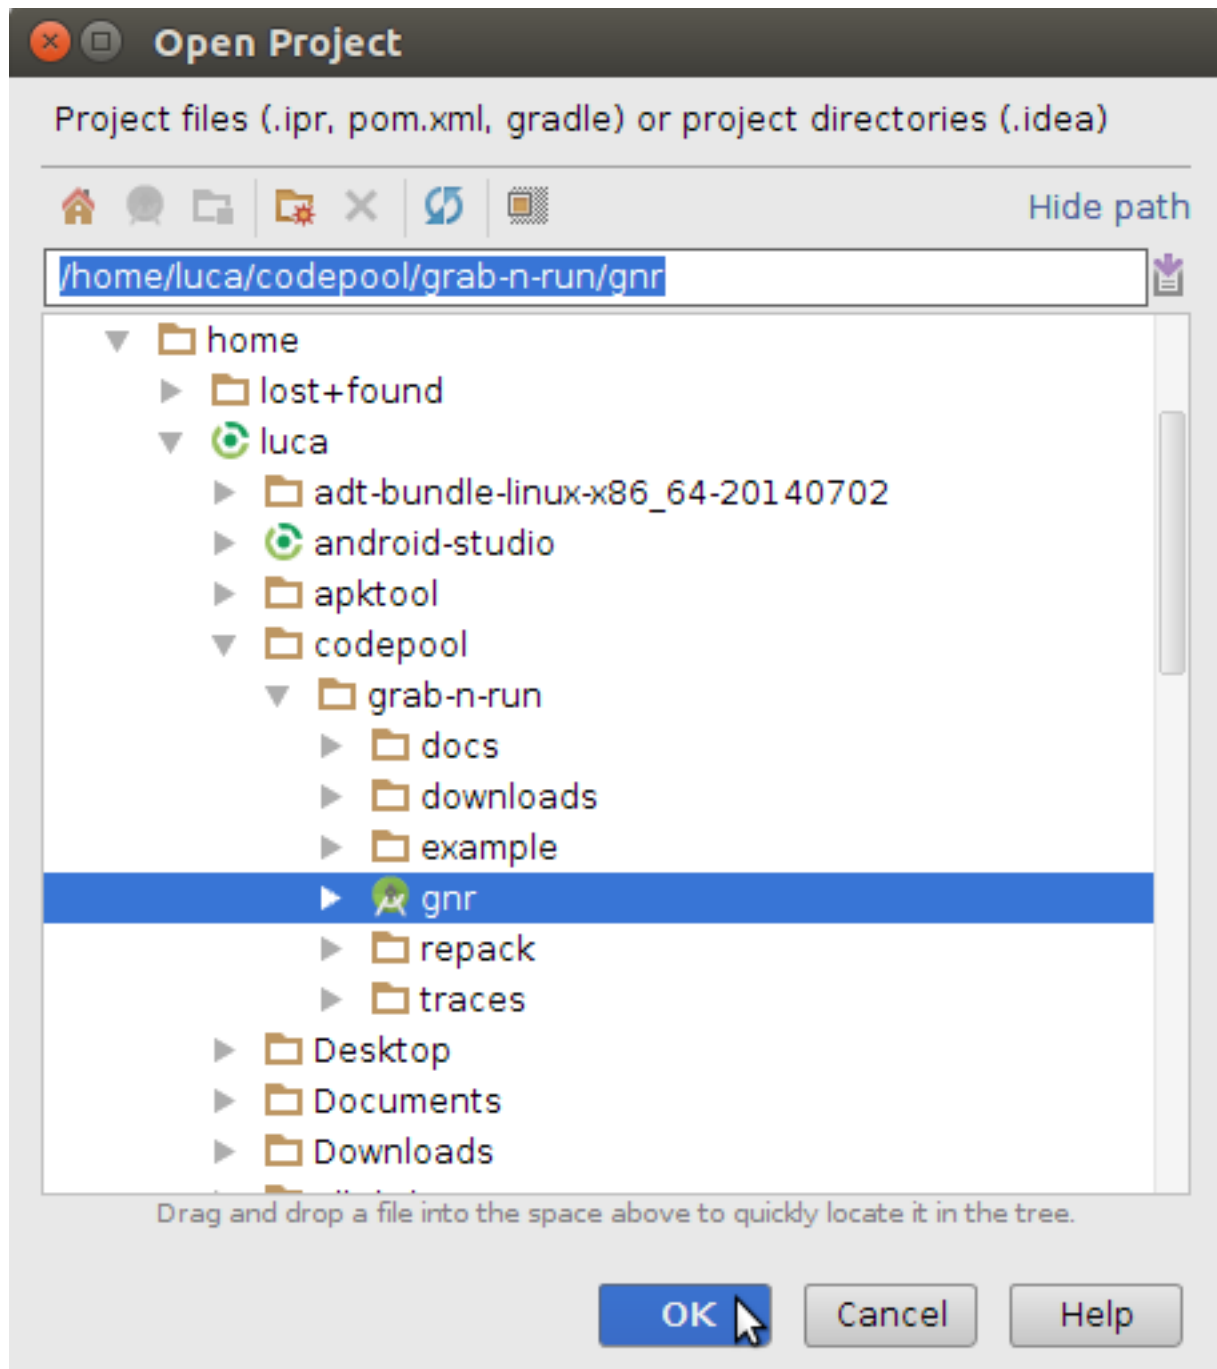 Open Project
Project files (.ipr, pom.xml, gradle) or project directories (.idea)
Hide path
/home/luca/codepool/grab-n-run/gnr
home
lost+found
luca
adt-bundle-linux-x86_64-20140702
android-studio
apktool
codepool
grab-n-run
docs
downloads
example
gnr
repack
traces
Desktop
Documents
Downloads
Drag and drop a file into the space above to quickly locate it in the tree.
OK
Cancel
Help